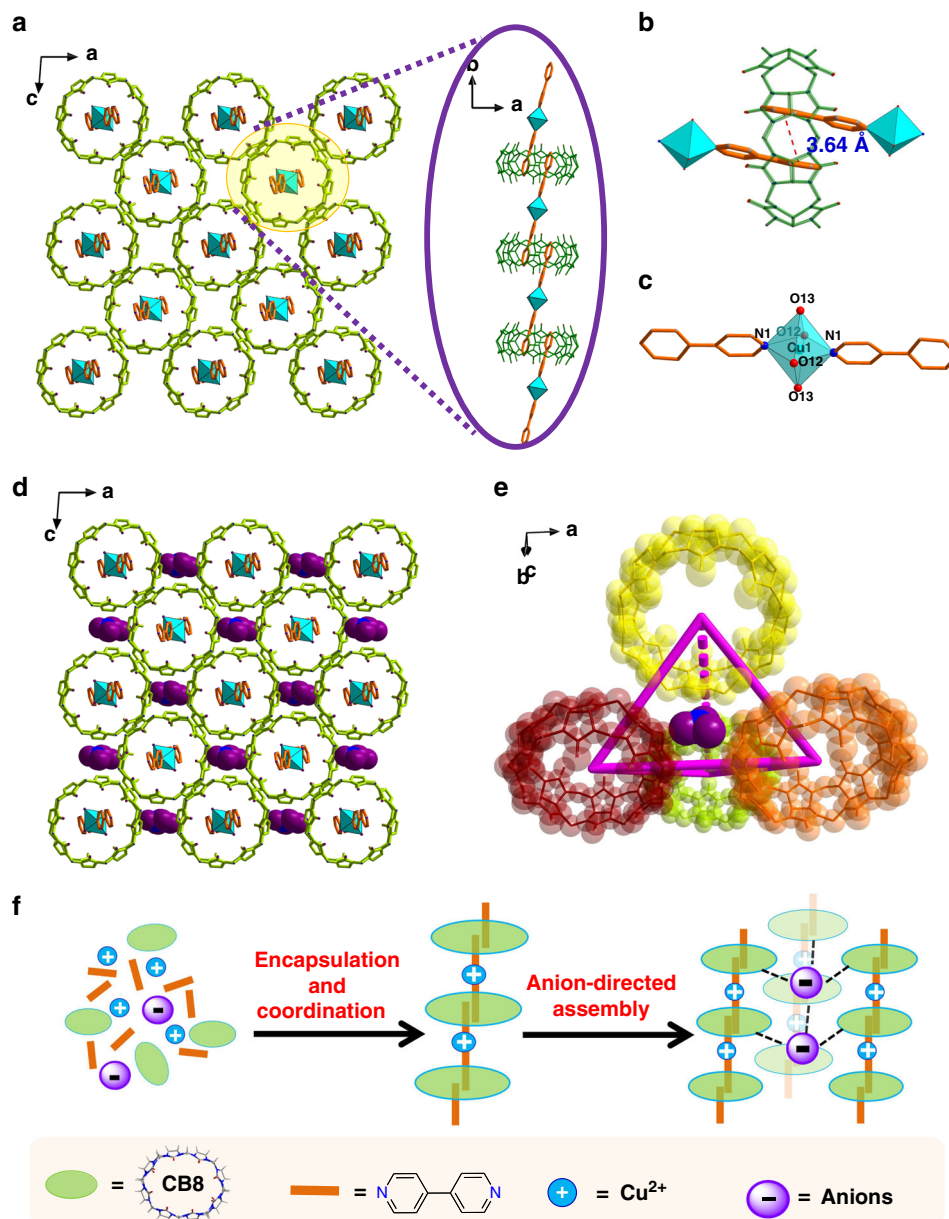 a
a
c
b
a
b
3.64 Å
c
O13
N1
O12
N1
Cu1
O12
O13
d
a
c
e
a
b
c
f
Encapsulation
and
coordination
Anion-directed
assembly
+
+
+
-
+
-
+
+
+
+
-
+
+
-
+
+
= CB8
= N N
+ = Cu²⁺
- = Anions